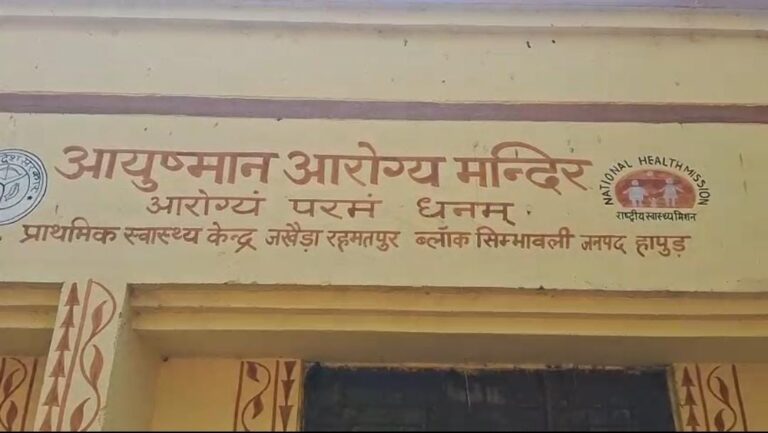 आयुष्मान आरोग्य मन्दिर
आरोग्यं परमं धनम्
प्राथमिक स्वास्थ्य केन्द्र जखैड़ा रहमतपुर ब्लॉक सिम्भावली जनपद हापुड़
NATIONAL HEALTH MISSION
राष्ट्रीय स्वास्थ्य मिशन